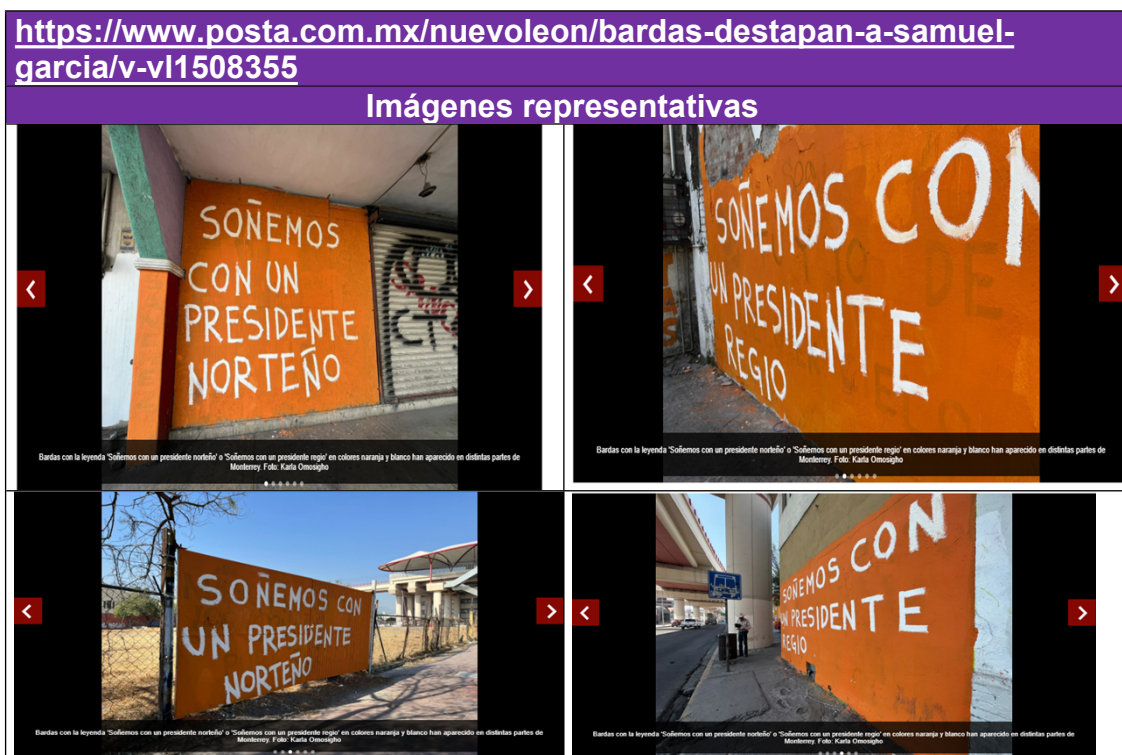 https://www.posta.com.mx/nuevoleon/bardas-destapan-a-samuel-
garcia/v-vl1508355
Imágenes representativas
SOÑEMOS
CON UN
PRESIDENTE
NORTEÑO
Bardas con la leyenda 'Soñemos con un presidente norteño' o 'Soñemos con un presidente regio' en colores naranja y blanco han aparecido en distintas partes de
Monterrey. Foto: Karla Omosigho
SOÑEMOS CON
UN PRESIDENTE
REGIO
Bardas con la leyenda 'Soñemos con un presidente norteño' o 'Soñemos con un presidente regio' en colores naranja y blanco han aparecido en distintas partes de
Monterrey. Foto: Karla Omosigho
SOÑEMOS CON
UN PRESIDENTE
NORTEÑO
Bardas con la leyenda 'Soñemos con un presidente norteño' o 'Soñemos con un presidente regio' en colores naranja y blanco han aparecido en distintas partes de
Monterrey. Foto: Karla Omosigho
SOÑEMOS CON
UN PRESIDENTE
REGIO
Bardas con la leyenda 'Soñemos con un presidente norteño' o 'Soñemos con un presidente regio' en colores naranja y blanco han aparecido en distintas partes de
Monterrey. Foto: Karla Omosigho